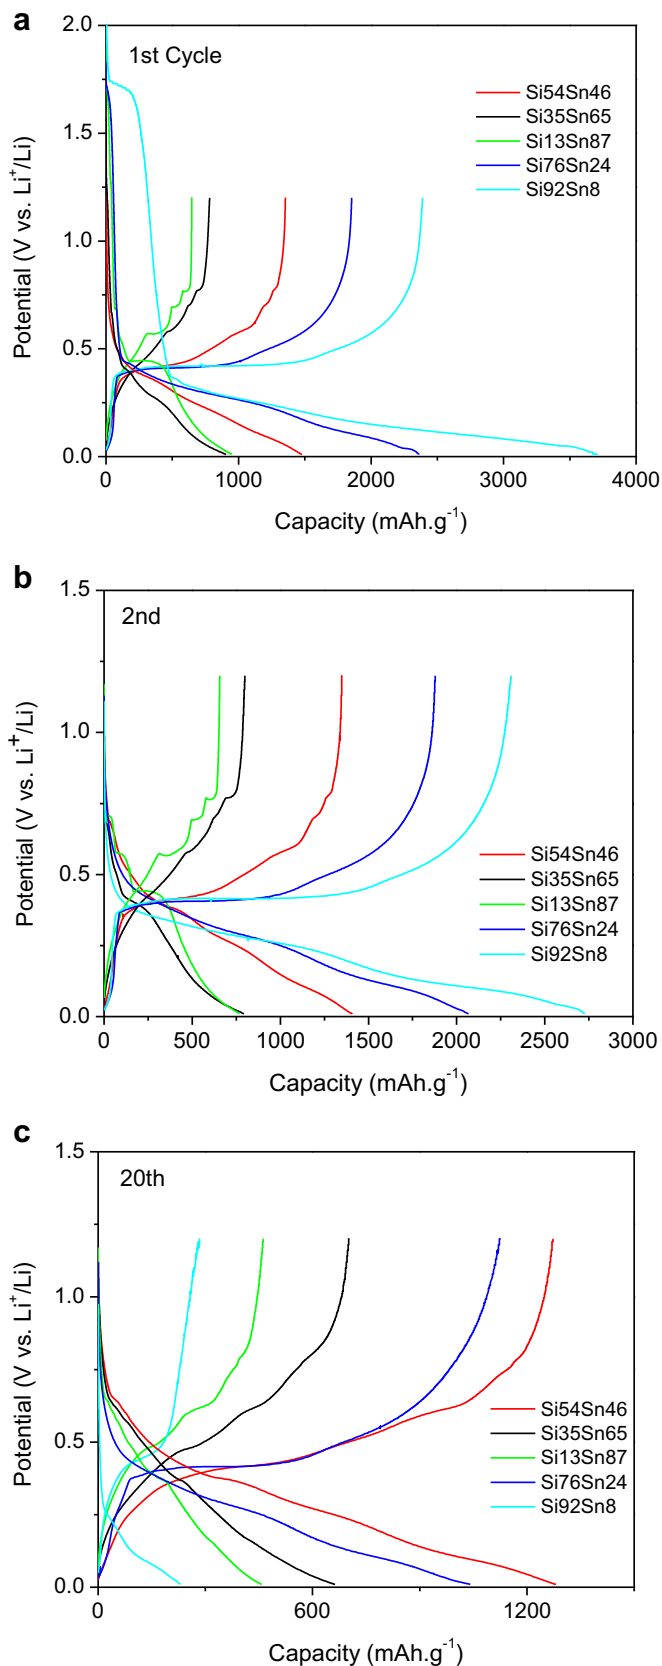 a
2.0
1st Cycle
Si54Sn46
Si35Sn65
Si13Sn87
Si76Sn24
Si92Sn8
1.5
1.0
0.5
0.0
Potential (V vs. Li⁺/Li)
0 1000 2000 3000 4000
Capacity (mAh.g⁻¹)
b
1.5
2nd
1.0
0.5
0.0
Potential (V vs. Li⁺/Li)
Si54Sn46
Si35Sn65
Si13Sn87
Si76Sn24
Si92Sn8
0 500 1000 1500 2000 2500 3000
Capacity (mAh.g⁻¹)
c
1.5
20th
1.0
0.5
0.0
Potential (V vs. Li⁺/Li)
Si54Sn46
Si35Sn65
Si13Sn87
Si76Sn24
Si92Sn8
0 600 1200
Capacity (mAh.g⁻¹)